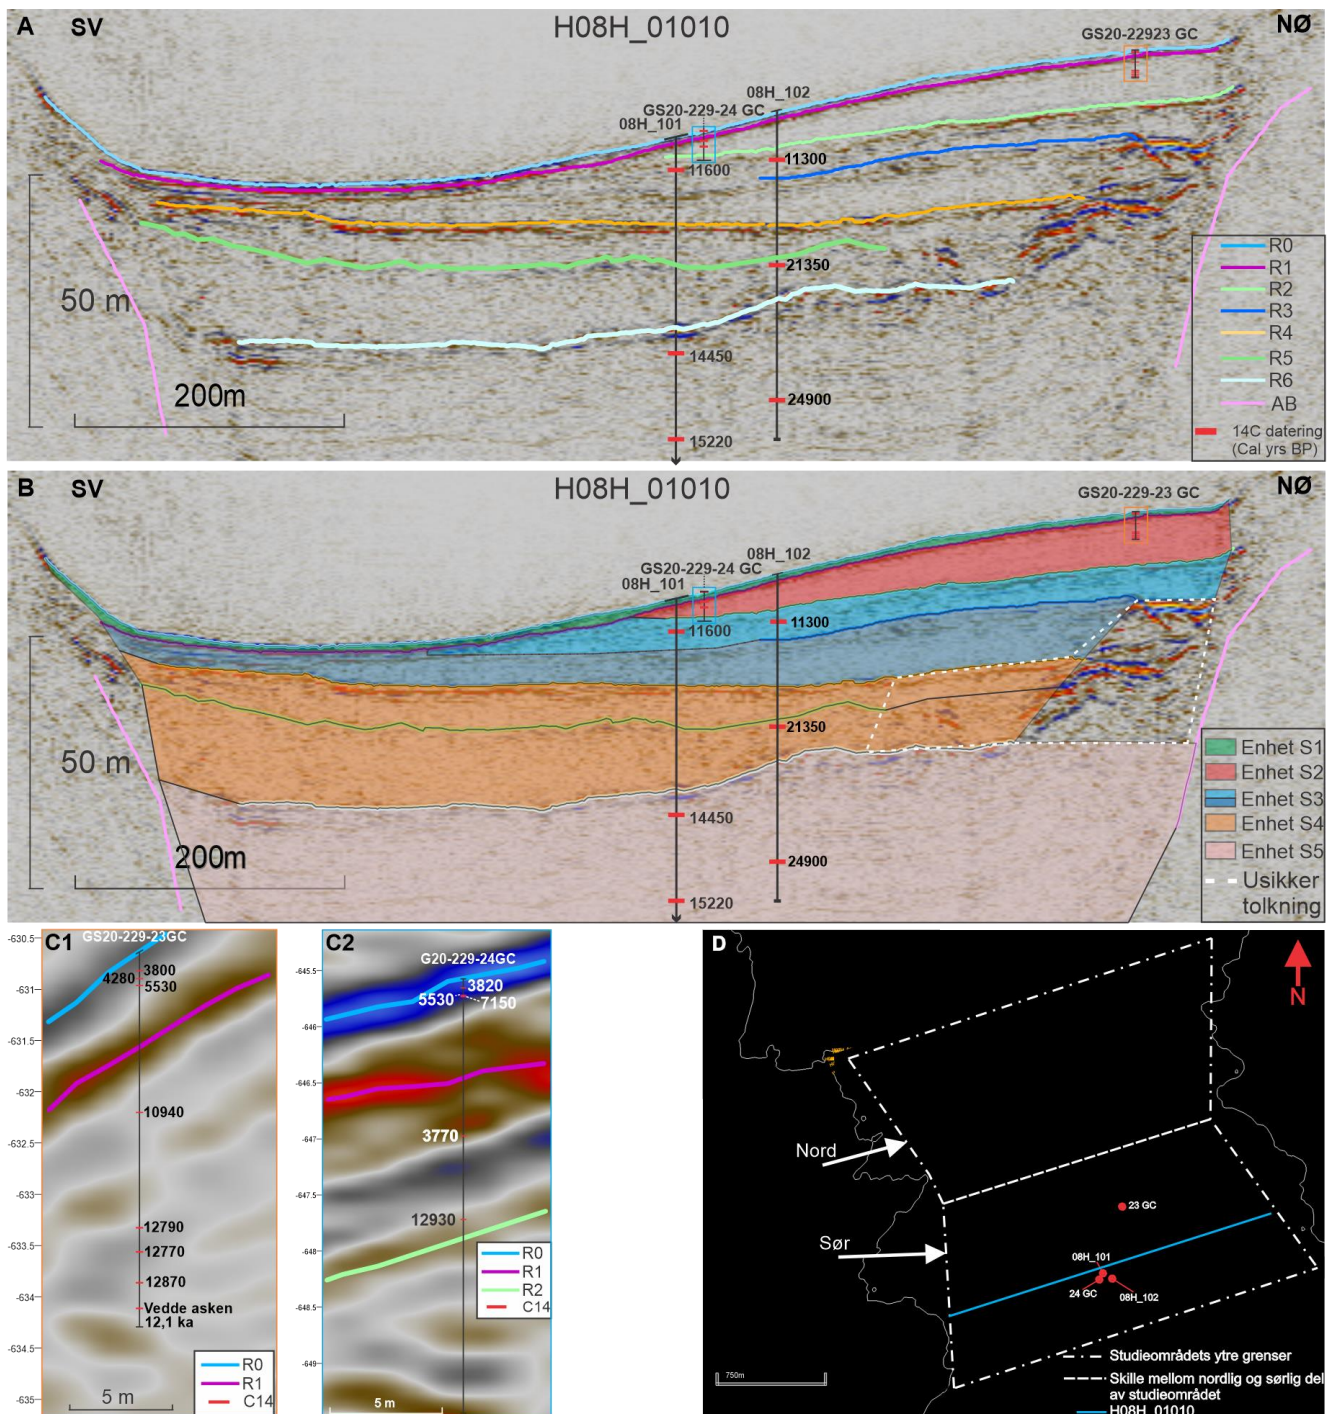 A SV H08H_01010 NØ
GS20-22923 GC
08H_102
GS20-229-24 GC
08H_101
11300
11600
21350
50 m
14450
200m
24900
15220
R0
R1
R2
R3
R4
R5
R6
AB
14C datering
(Cal yrs BP)
B SV H08H_01010 NØ
GS20-229-23 GC
08H_102
GS20-229-24 GC
08H_101
11300
11600
21350
50 m
14450
200m
24900
15220
Enhet S1
Enhet S2
Enhet S3
Enhet S4
Enhet S5
Usikker
tolkning
C1
GS20-229-23GC
-630.5
-631
-631.5
-632
-632.5
-633
-633.5
-634
-634.5
-635
3800
4280
5530
10940
12790
12770
12870
Vedde asken
12,1 ka
R0
R1
C14
5 m
C2
G20-229-24GC
-645.5
-646
-646.5
-647
-647.5
-648
-648.5
-649
3820
5530
7150
3770
12930
R0
R1
R2
C14
5 m
D
N
Nord
Sør
23 GC
08H_101
24 GC
08H_102
750m
Studieområdets ytre grenser
Skille mellom nordlig og sørlig del
av studieområdet
H08H_01010